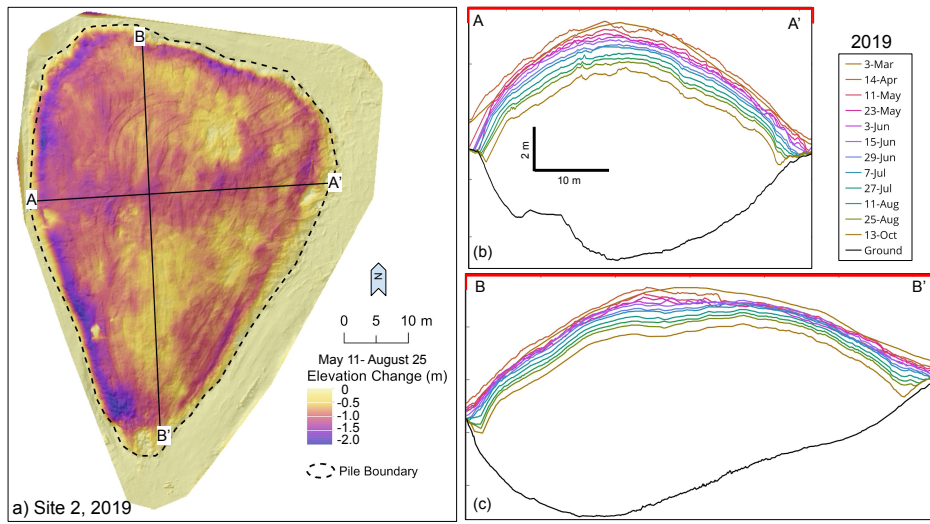 B
A
A'
B'
N
0 5 10 m
May 11- August 25
Elevation Change (m)
0
-0.5
-1.0
-1.5
-2.0
Pile Boundary
a) Site 2, 2019
A
A'
2 m
10 m
(b)
B
B'
(c)
2019
3-Mar
14-Apr
11-May
23-May
3-Jun
15-Jun
29-Jun
7-Jul
27-Jul
11-Aug
25-Aug
13-Oct
Ground